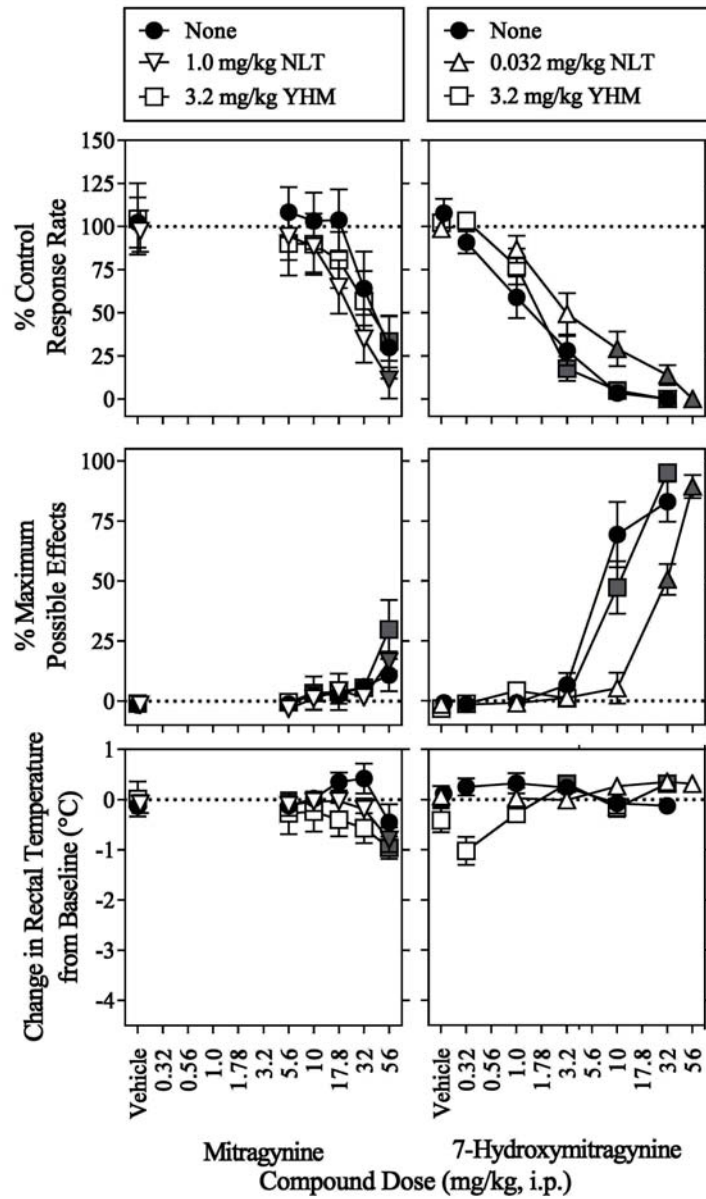 None
1.0 mg/kg NLT
3.2 mg/kg YHM
None
0.032 mg/kg NLT
3.2 mg/kg YHM
% Control
Response Rate
150
125
100
75
50
25
0
% Maximum
Possible Effects
100
75
50
25
0
Change in Rectal Temperature
from Baseline (°C)
1
0
-1
-2
-3
-4
Vehicle
0.32
0.56
1.0
1.78
3.2
5.6
10
17.8
32
56
Vehicle
0.32
0.56
1.0
1.78
3.2
5.6
10
17.8
32
56
Mitragynine
7-Hydroxymitragynine
Compound Dose (mg/kg, i.p.)